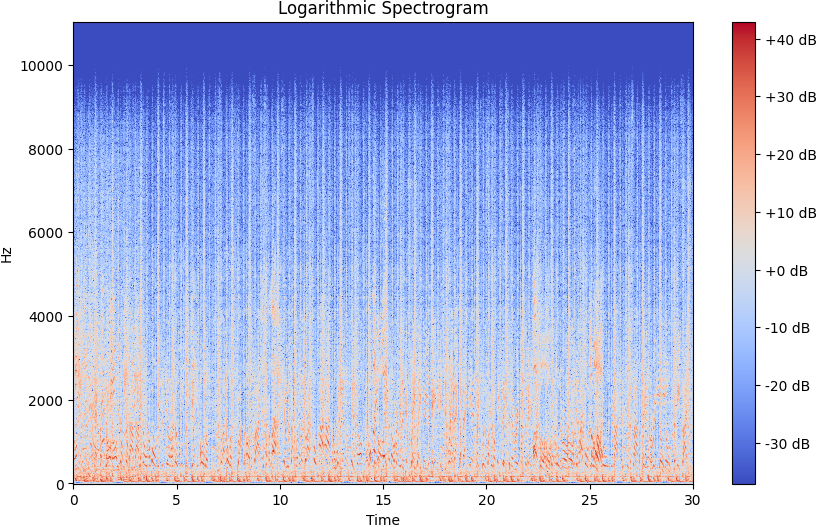 Logarithmic Spectrogram
Hz
10000
8000
6000
4000
2000
0
0 5 10 15 20 25 30
Time
+40 dB
+30 dB
+20 dB
+10 dB
+0 dB
-10 dB
-20 dB
-30 dB